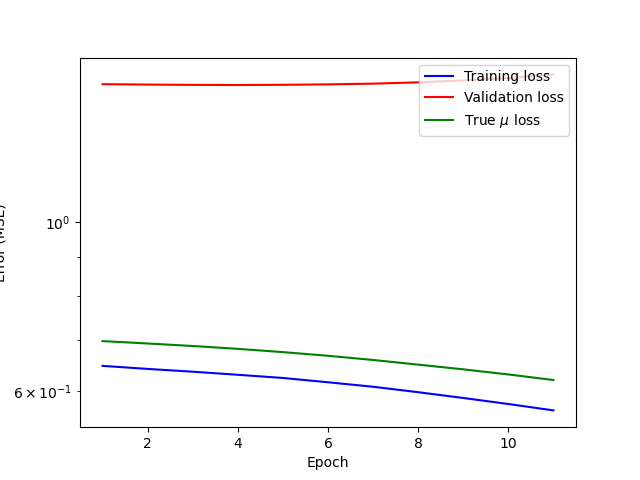 Training loss
Validation loss
True μ loss
10⁰
6 × 10⁻¹
Error (MSE)
2 4 6 8 10
Epoch